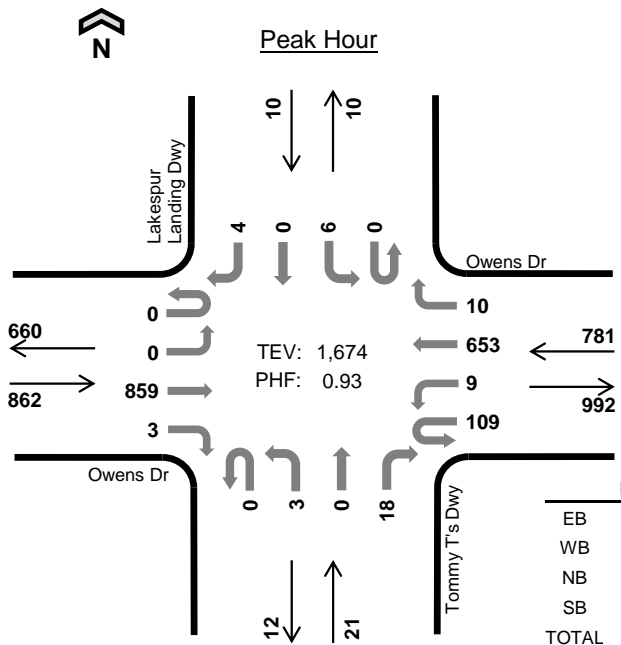 N
Peak Hour
10
10
Lakespur
Landing Dwy
4
0
6
0
Owens Dr
0
10
660
0
TEV: 1,674
653
781
862
859
PHF: 0.93
9
992
3
109
Owens Dr
0
3
0
18
Tommy T's Dwy
12
21
EB
WB
NB
SB
TOTAL